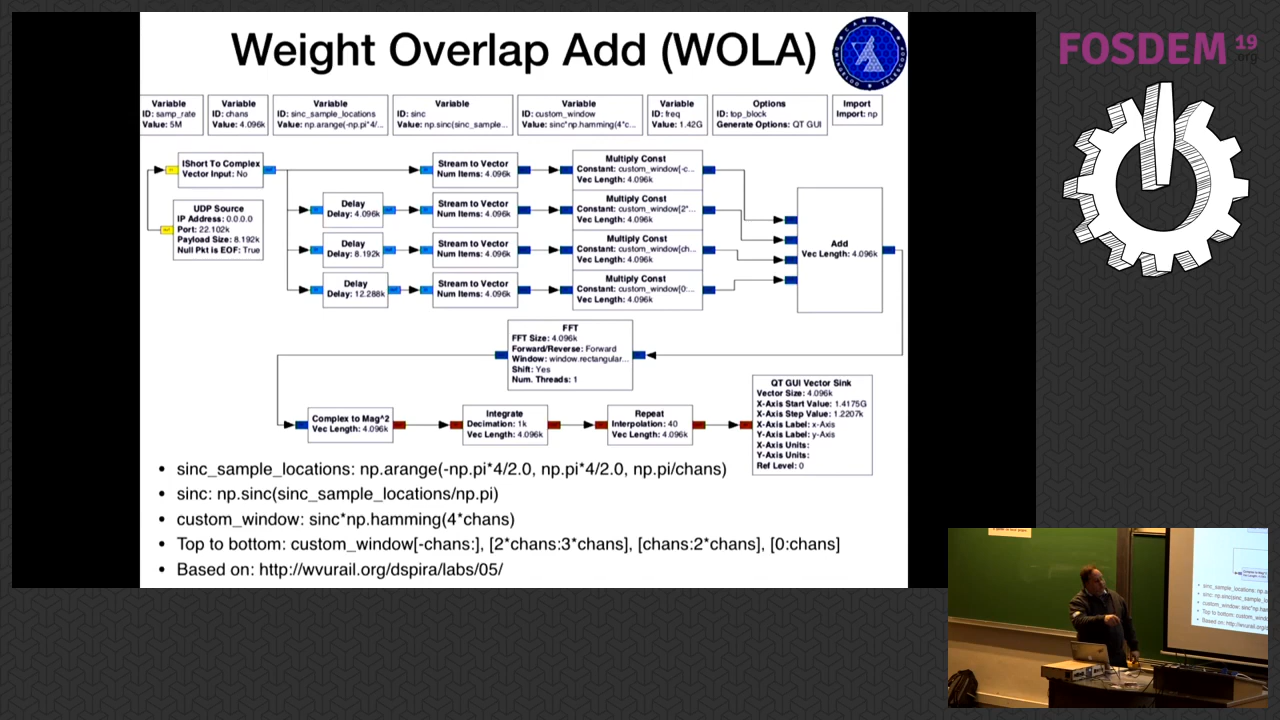 Weight Overlap Add (WOLA)
FOSDEM 19
.org
Variable
ID: samp_rate
Value: 5M
Variable
ID: chans
Value: 4.096k
Variable
ID: sinc_sample_locations
Value: np.arange(-np.pi*4/...
Variable
ID: sinc
Value: np.sinc(sinc_sample...
Variable
ID: custom_window
Value: sinc*np.hamming(4*c...
Variable
ID: freq
Value: 1.42G
Options
ID: top_block
Generate Options: QT GUI
Import
Import: np
IShort To Complex
Vector Input: No
UDP Source
IP Address: 0.0.0.0
Port: 22.102k
Payload Size: 8.192k
Null Pkt is EOF: True
Delay
Delay: 4.096k
Delay
Delay: 8.192k
Delay
Delay: 12.288k
Stream to Vector
Num Items: 4.096k
Stream to Vector
Num Items: 4.096k
Stream to Vector
Num Items: 4.096k
Stream to Vector
Num Items: 4.096k
Multiply Const
Constant: custom_window[-c...
Vec Length: 4.096k
Multiply Const
Constant: custom_window[2*...
Vec Length: 4.096k
Multiply Const
Constant: custom_window[ch...
Vec Length: 4.096k
Multiply Const
Constant: custom_window[0:...
Vec Length: 4.096k
Add
Vec Length: 4.096k
FFT
FFT Size: 4.096k
Forward/Reverse: Forward
Window: window.rectangular...
Shift: Yes
Num. Threads: 1
Complex to Mag^2
Vec Length: 4.096k
Integrate
Decimation: 1k
Vec Length: 4.096k
Repeat
Interpolation: 40
Vec Length: 4.096k
QT GUI Vector Sink
Vector Size: 4.096k
X-Axis Start Value: 1.4175G
X-Axis Step Value: 1.2207k
X-Axis Label: x-Axis
Y-Axis Label: y-Axis
X-Axis Units:
Y-Axis Units:
Ref Level: 0
• sinc_sample_locations: np.arange(-np.pi*4/2.0, np.pi*4/2.0, np.pi/chans)
• sinc: np.sinc(sinc_sample_locations/np.pi)
• custom_window: sinc*np.hamming(4*chans)
• Top to bottom: custom_window[-chans:], [2*chans:3*chans], [chans:2*chans], [0:chans]
• Based on: http://wvurail.org/dspira/labs/05/